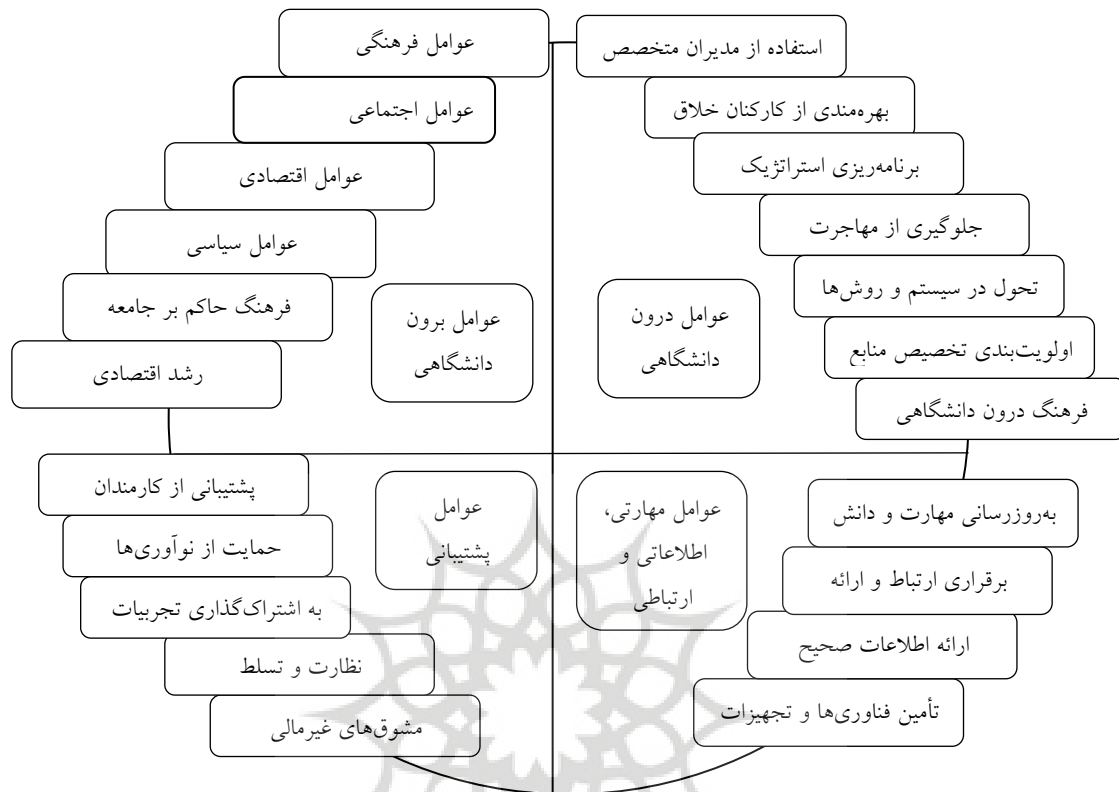 استفاده از مدیران متخصص
بهره‌مندی از کارکنان خلاق
برنامه‌ریزی استراتژیک
جلوگیری از مهاجرت
تحول در سیستم و روش‌ها
اولویت‌بندی تخصیص منابع
فرهنگ درون دانشگاهی
عوامل درون
دانشگاهی
عوامل فرهنگی
عوامل اجتماعی
عوامل اقتصادی
عوامل سیاسی
فرهنگ حاکم بر جامعه
رشد اقتصادی
عوامل برون
دانشگاهی
به‌روزرسانی مهارت و دانش
برقراری ارتباط و ارائه
ارائه اطلاعات صحیح
تأمین فناوری‌ها و تجهیزات
عوامل مهارتی،
اطلاعاتی و
ارتباطی
عوامل
پشتیبانی
پشتیبانی از کارمندان
حمایت از نوآوری‌ها
به اشتراک‌گذاری تجربیات
نظارت و تسلط
مشوق‌های غیرمالی